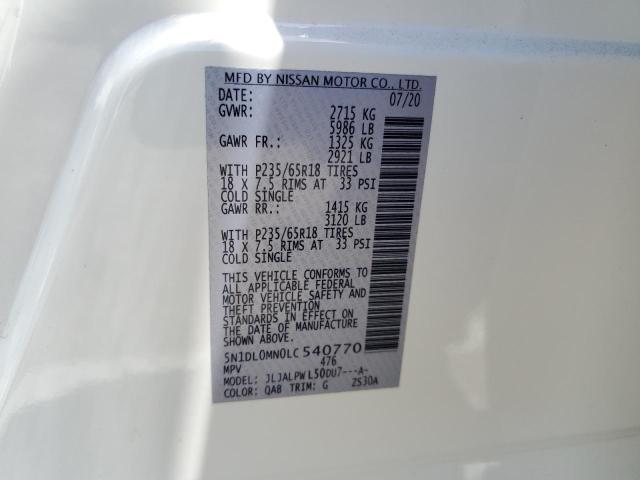 MFD BY NISSAN MOTOR CO., LTD.
DATE: 07/20
GVWR: 2715 KG
5986 LB
GAWR FR.: 1325 KG
2921 LB
WITH P235/65R18 TIRES
18 X 7.5 RIMS AT 33 PSI
COLD SINGLE
GAWR RR.: 1415 KG
3120 LB
WITH P235/65R18 TIRES
18 X 7.5 RIMS AT 33 PSI
COLD SINGLE
THIS VEHICLE CONFORMS TO
ALL APPLICABLE FEDERAL
MOTOR VEHICLE SAFETY AND
THEFT PREVENTION
STANDARDS IN EFFECT ON
THE DATE OF MANUFACTURE
SHOWN ABOVE.
5N1DL0MN0LC540770
MPV 476
MODEL: JLJALPWL50DU7---A-
COLOR: QAB TRIM: G ZS30A